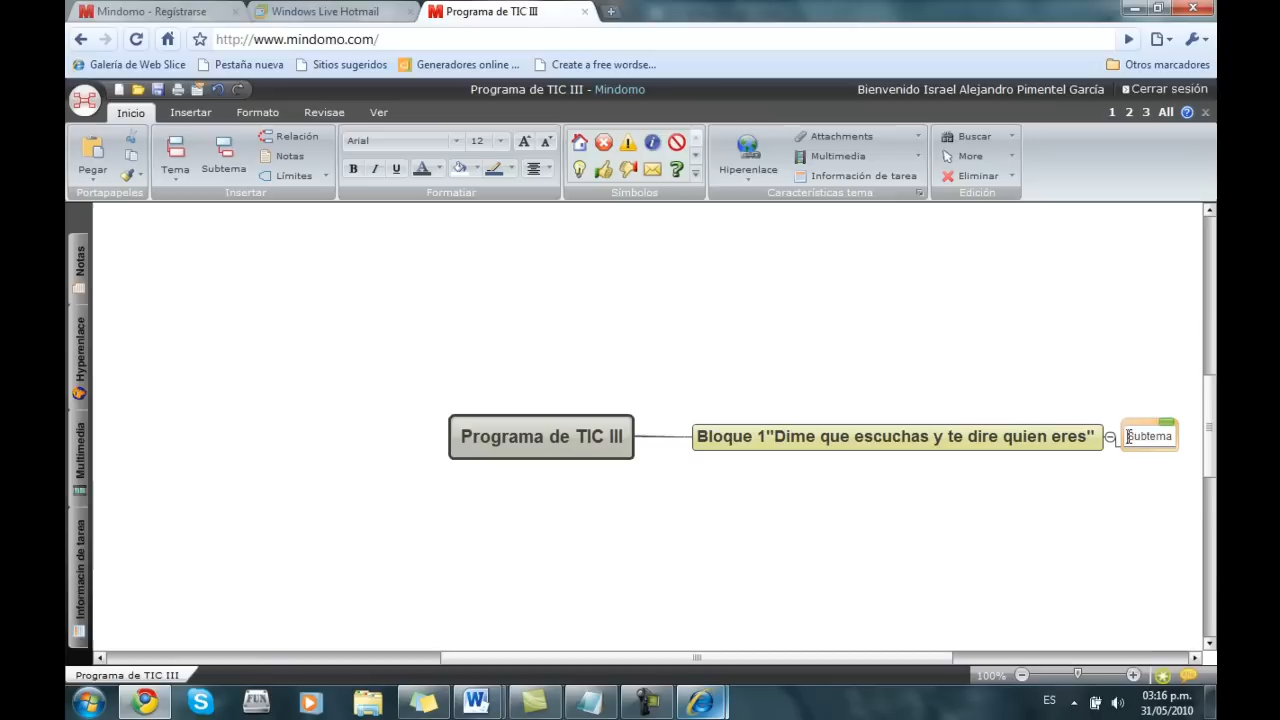 Mindomo - Regístrarse
Windows Live Hotmail
Programa de TIC III
http://www.mindomo.com/
Galería de Web Slice
Pestaña nueva
Sitios sugeridos
Generadores online ...
Create a free wordse...
Otros marcadores
Programa de TIC III - Mindomo
Bienvenido Israel Alejandro Pimentel García
Cerrar sesión
Inicio
Insertar
Formato
Revisar
Ver
1 2 3 All
Pegar
Portapapeles
Tema
Subtema
Relación
Notas
Límites
Insertar
Arial
12
Formatiar
Símbolos
Hiperenlace
Attachments
Multimedia
Información de tarea
Características tema
Buscar
More
Eliminar
Edición
Notas
Hyperenlace
Multimedia
Informacin de tarea
Programa de TIC III
Bloque 1"Dime que escuchas y te dire quien eres"
Subtema
Programa de TIC III
100%
FUN
ES
03:16 p.m.
31/05/2010